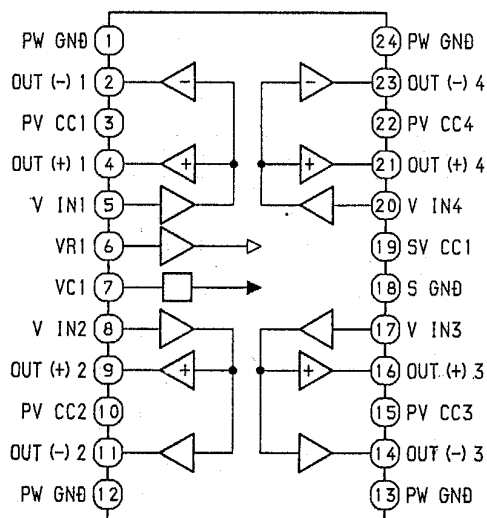 PW GND 1
OUT (-) 1 2 -
PV CC1 3
OUT (+) 1 4 +
V IN1 5
VR1 6
VC1 7
V IN2 8
OUT (+) 2 9 +
PV CC2 10
OUT (-) 2 11
PW GND 12
24 PW GND
- 23 OUT (-) 4
22 PV CC4
+ 21 OUT (+) 4
20 V IN4
19 SV CC1
18 S GND
17 V IN3
+ 16 OUT (+) 3
15 PV CC3
14 OUT (-) 3
13 PW GND